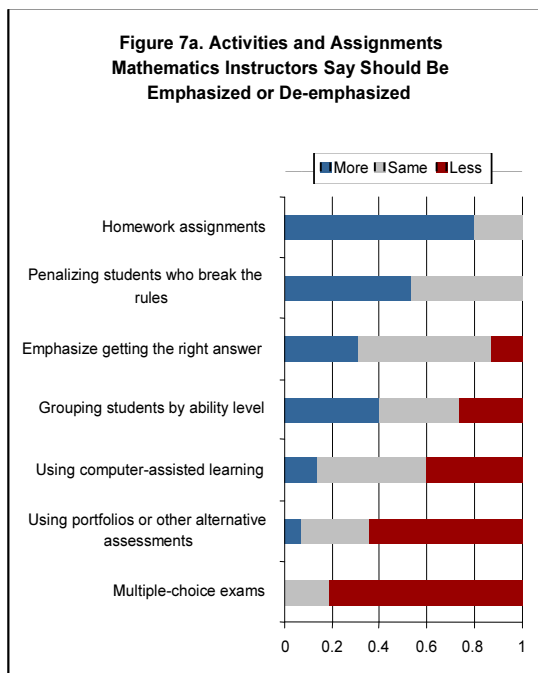 Figure 7a. Activities and Assignments
Mathematics Instructors Say Should Be
Emphasized or De-emphasized
More Same Less
Homework assignments
Penalizing students who break the
rules
Emphasize getting the right answer
Grouping students by ability level
Using computer-assisted learning
Using portfolios or other alternative
assessments
Multiple-choice exams
0 0.2 0.4 0.6 0.8 1